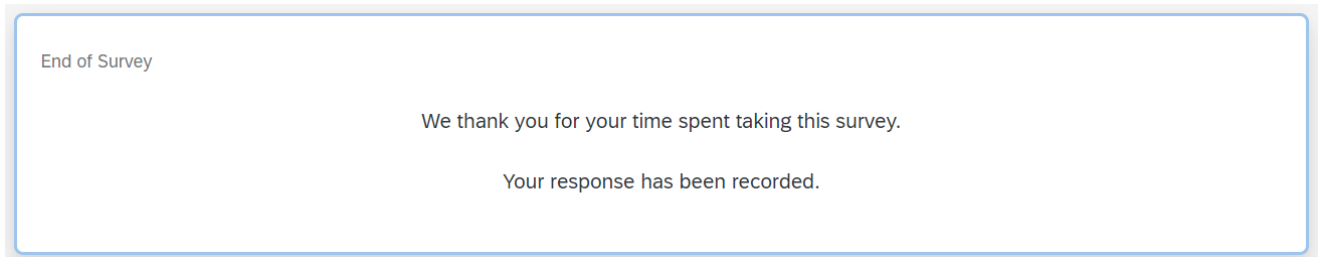 End of Survey
We thank you for your time spent taking this survey.
Your response has been recorded.